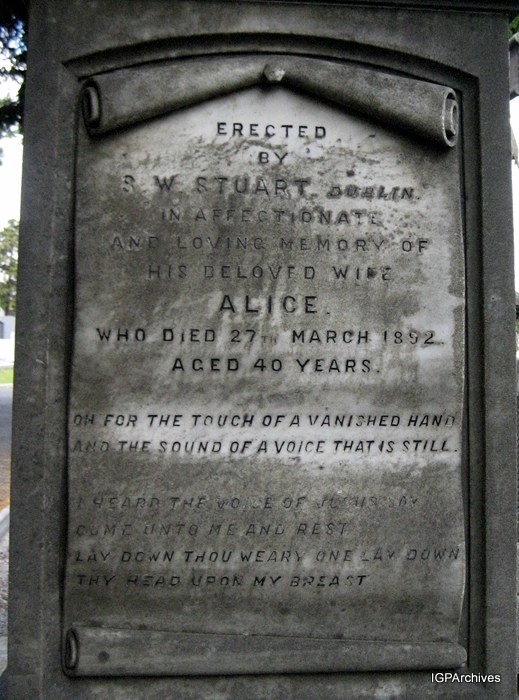 ERECTED
BY
S. W. STUART, DUBLIN.
IN AFFECTIONATE
AND LOVING MEMORY OF
HIS BELOVED WIFE
ALICE.
WHO DIED 27TH MARCH 1892.
AGED 40 YEARS.
OH FOR THE TOUCH OF A VANISHED HAND
AND THE SOUND OF A VOICE THAT IS STILL.
I HEARD THE VOICE OF JESUS SAY
COME UNTO ME AND REST
LAY DOWN THOU WEARY ONE LAY DOWN
THY HEAD UPON MY BREAST
IGPArchives